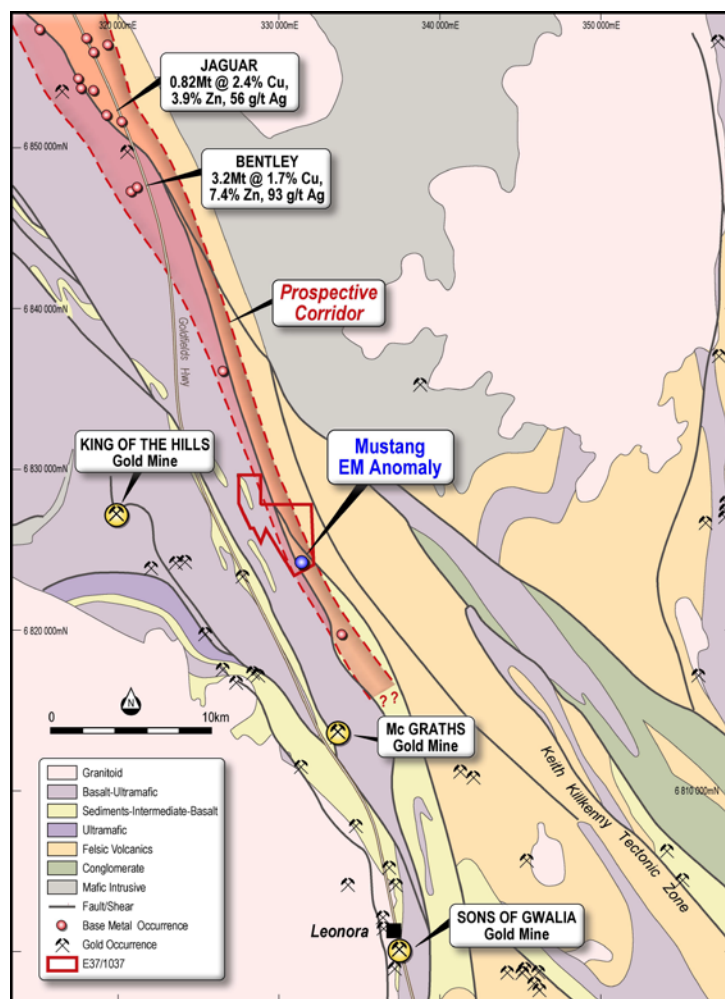 320 000mE
330 000mE
340 000mE
350 000mE
JAGUAR
0.82Mt @ 2.4% Cu,
3.9% Zn, 56 g/t Ag
6 850 000mN
BENTLEY
3.2Mt @ 1.7% Cu,
7.4% Zn, 93 g/t Ag
Prospective
Corridor
6 840 000mN
Goldfields Hwy
KING OF THE HILLS
Gold Mine
Mustang
EM Anomaly
6 830 000mN
6 820 000mN
? ?
N
0
10km
Mc GRATHS
Gold Mine
Keith Kilkenny Tectonic Zone
6 810 000mN
Granitoid
Basalt-Ultramafic
Sediments-Intermediate-Basalt
Ultramafic
Felsic Volcanics
Conglomerate
Mafic Intrusive
Fault/Shear
Base Metal Occurrence
Gold Occurrence
E37/1037
Leonora
SONS OF GWALIA
Gold Mine